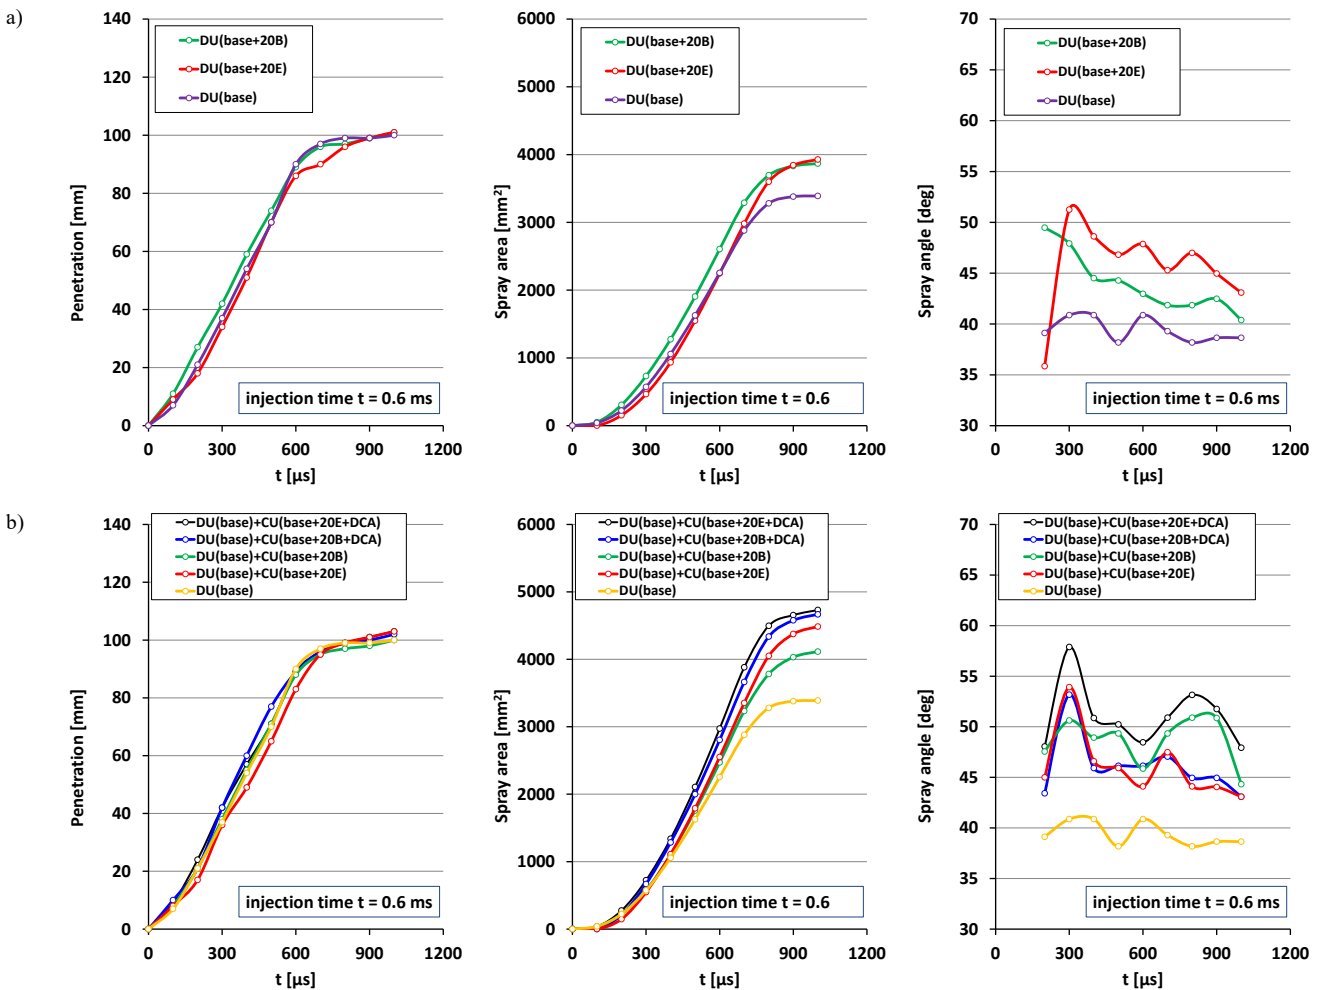 a)
Penetration [mm]
140
120
100
80
60
40
20
0
DU(base+20B)
DU(base+20E)
DU(base)
injection time t = 0.6 ms
0 300 600 900 1200
t [µs]
Spray area [mm²]
6000
5000
4000
3000
2000
1000
0
DU(base+20B)
DU(base+20E)
DU(base)
injection time t = 0.6
0 300 600 900 1200
t [µs]
Spray angle [deg]
70
65
60
55
50
45
40
35
30
DU(base+20B)
DU(base+20E)
DU(base)
injection time t = 0.6 ms
0 300 600 900 1200
t [µs]
b)
Penetration [mm]
140
120
100
80
60
40
20
0
DU(base)+CU(base+20E+DCA)
DU(base)+CU(base+20B+DCA)
DU(base)+CU(base+20B)
DU(base)+CU(base+20E)
DU(base)
injection time t = 0.6 ms
0 300 600 900 1200
t [µs]
Spray area [mm²]
6000
5000
4000
3000
2000
1000
0
DU(base)+CU(base+20E+DCA)
DU(base)+CU(base+20B+DCA)
DU(base)+CU(base+20B)
DU(base)+CU(base+20E)
DU(base)
injection time t = 0.6
0 300 600 900 1200
t [µs]
Spray angle [deg]
70
65
60
55
50
45
40
35
30
DU(base)+CU(base+20E+DCA)
DU(base)+CU(base+20B+DCA)
DU(base)+CU(base+20B)
DU(base)+CU(base+20E)
DU(base)
injection time t = 0.6 ms
0 300 600 900 1200
t [µs]